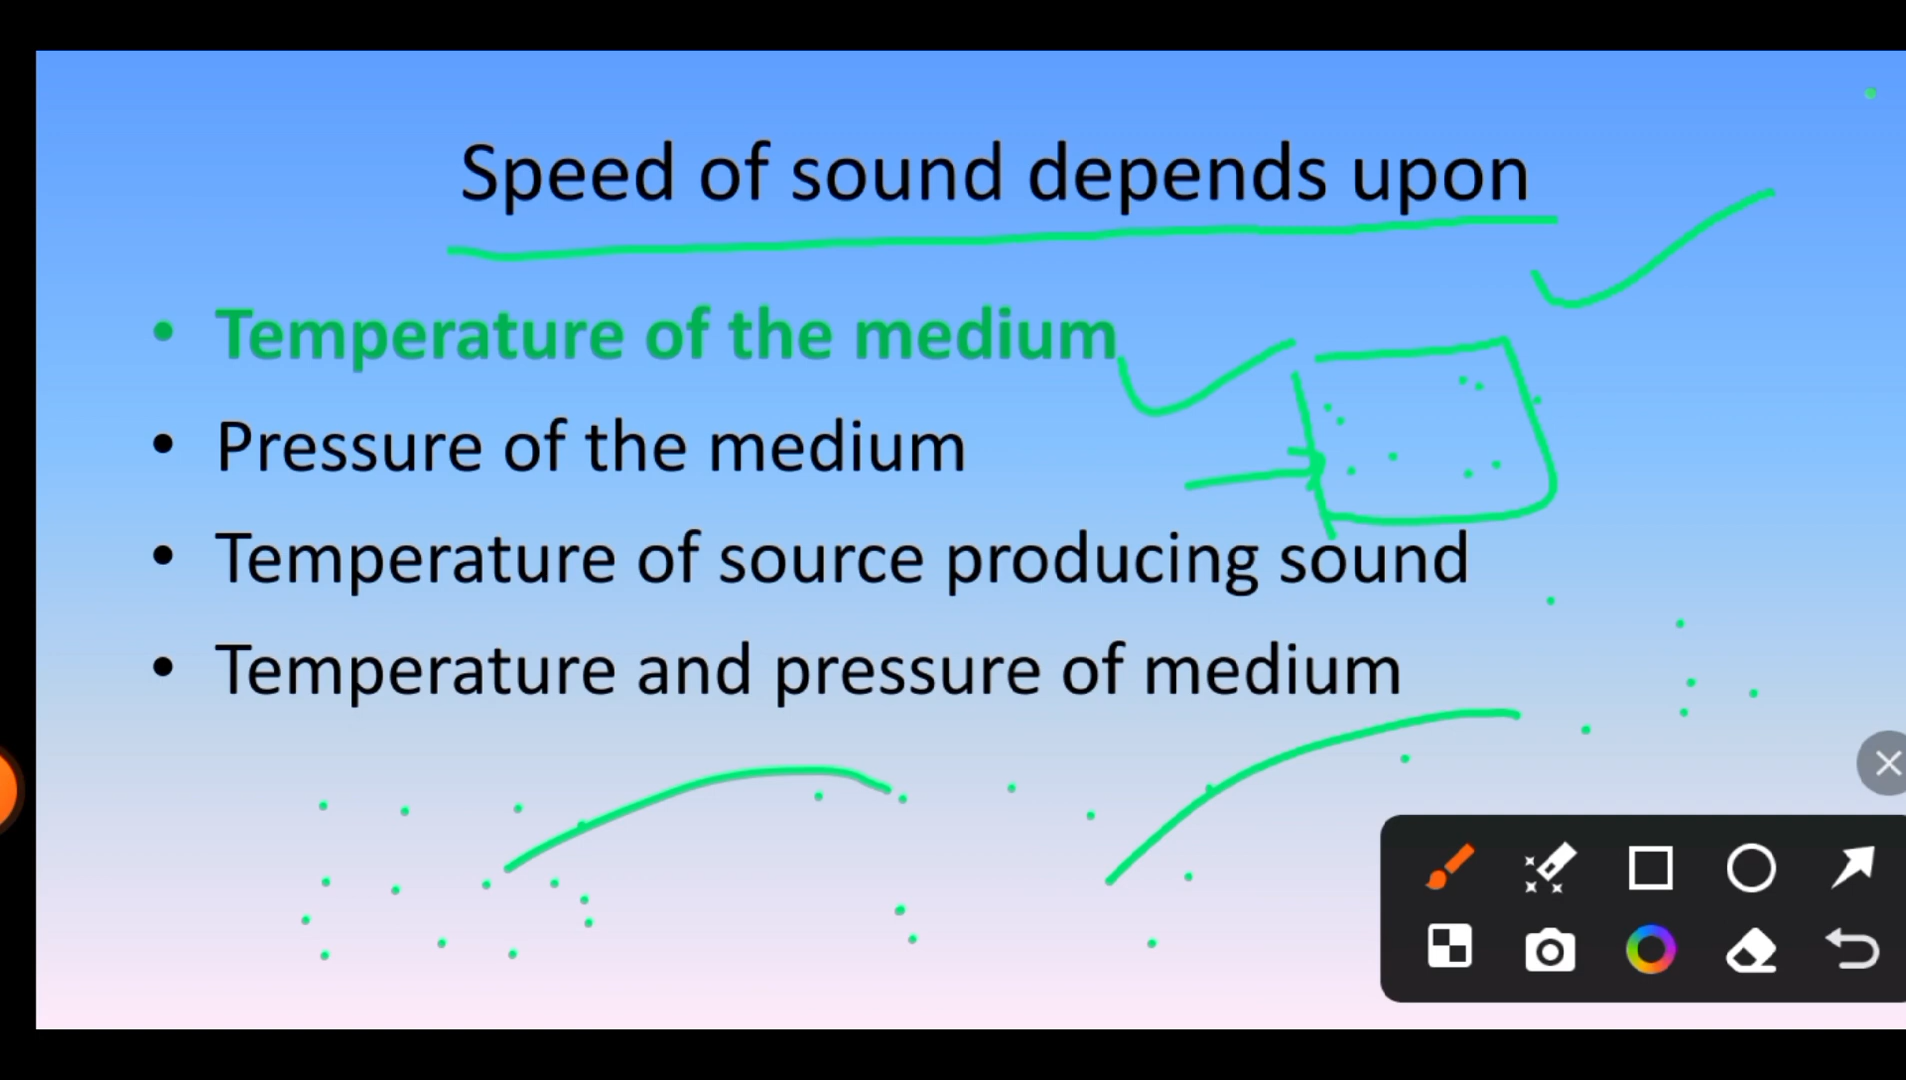 Speed of sound depends upon
• Temperature of the medium
• Pressure of the medium
• Temperature of source producing sound
• Temperature and pressure of medium